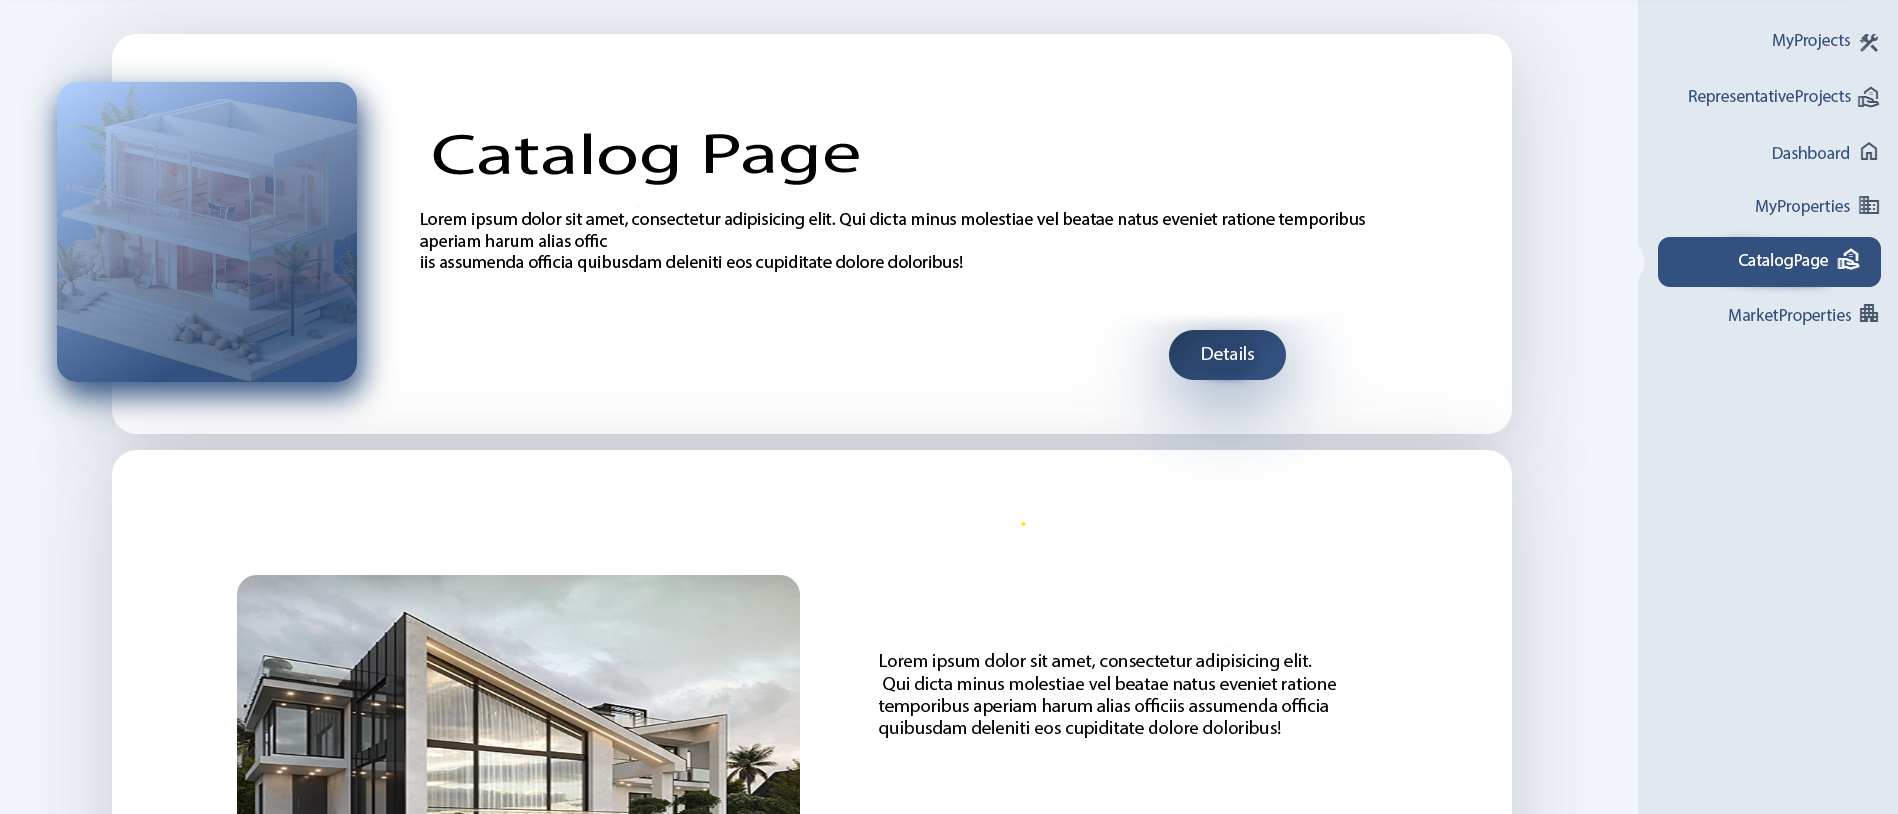 MyProjects
RepresentativeProjects
Dashboard
MyProperties
CatalogPage
MarketProperties
Catalog Page
Lorem ipsum dolor sit amet, consectetur adipisicing elit. Qui dicta minus molestiae vel beatae natus eveniet ratione temporibus
aperiam harum alias offic
iis assumenda officia quibusdam deleniti eos cupiditate dolore doloribus!
Details
Lorem ipsum dolor sit amet, consectetur adipisicing elit.
Qui dicta minus molestiae vel beatae natus eveniet ratione
temporibus aperiam harum alias officiis assumenda officia
quibusdam deleniti eos cupiditate dolore doloribus!